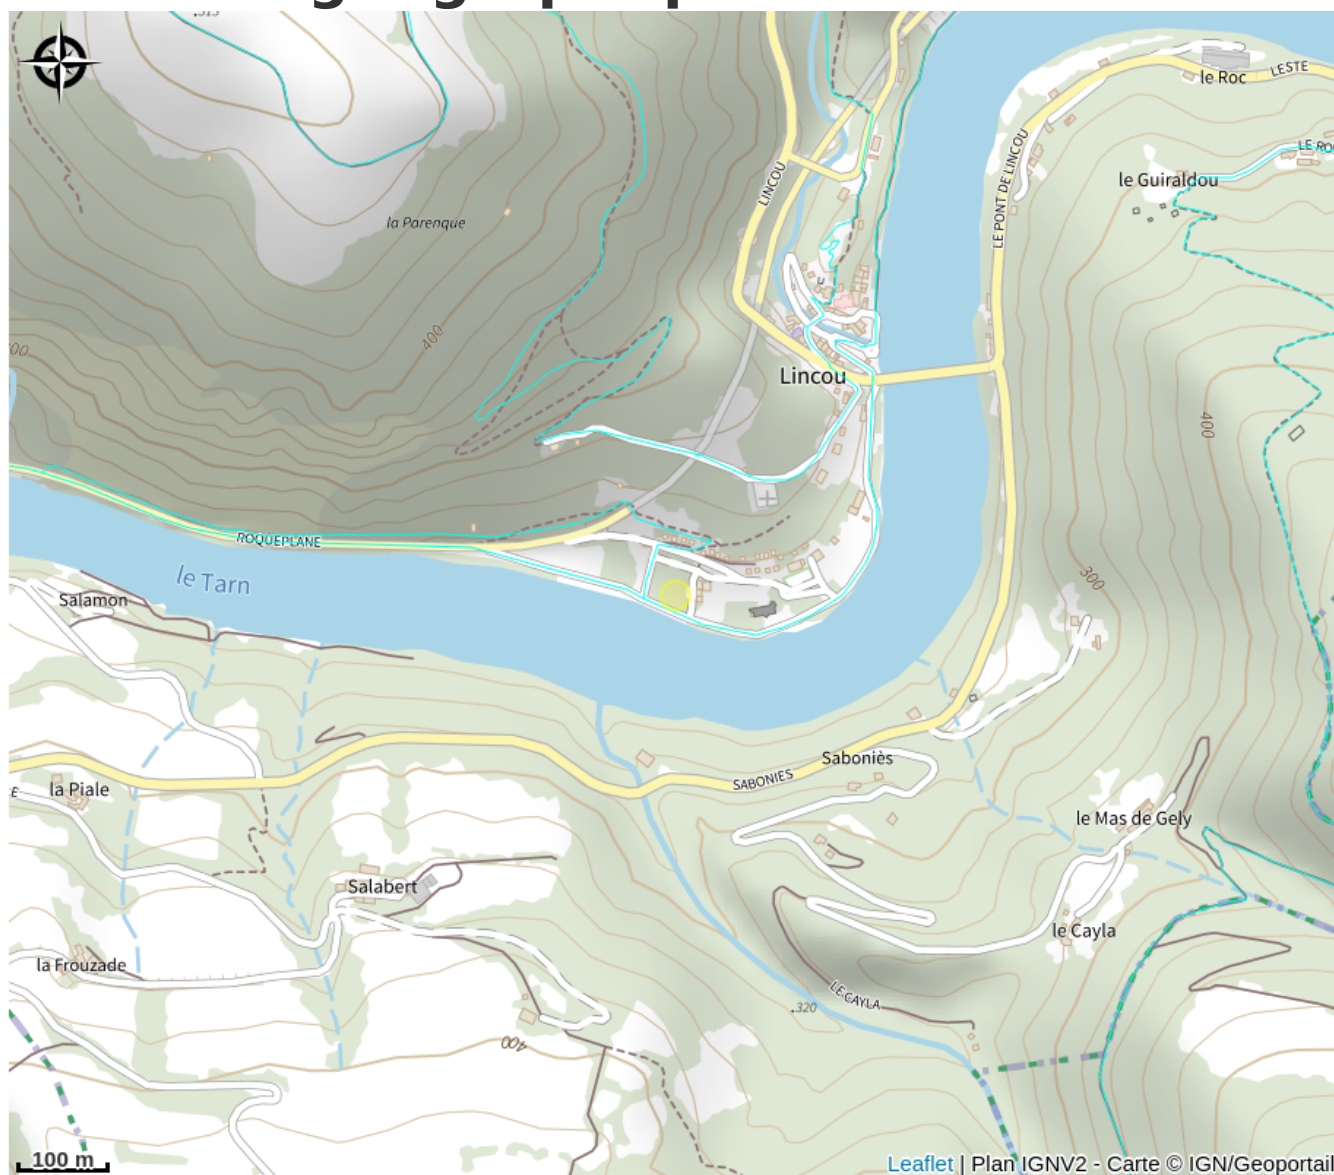 .315
le Roc
LESTE
LE RO
le Guiraldou
LINCOU
LE PONT DE LINCOU
la Parenque
400
Lincou
400
ROQUEPLANE
le Tarn
Salamon
300
Saboniès
SABONIES
la Piale
E
le Mas de Gely
Salabert
le Cayla
la Frouzade
LE CAYLA
.320
400
100 m
Leaflet | Plan IGNV2 - Carte © IGN/Geoportail